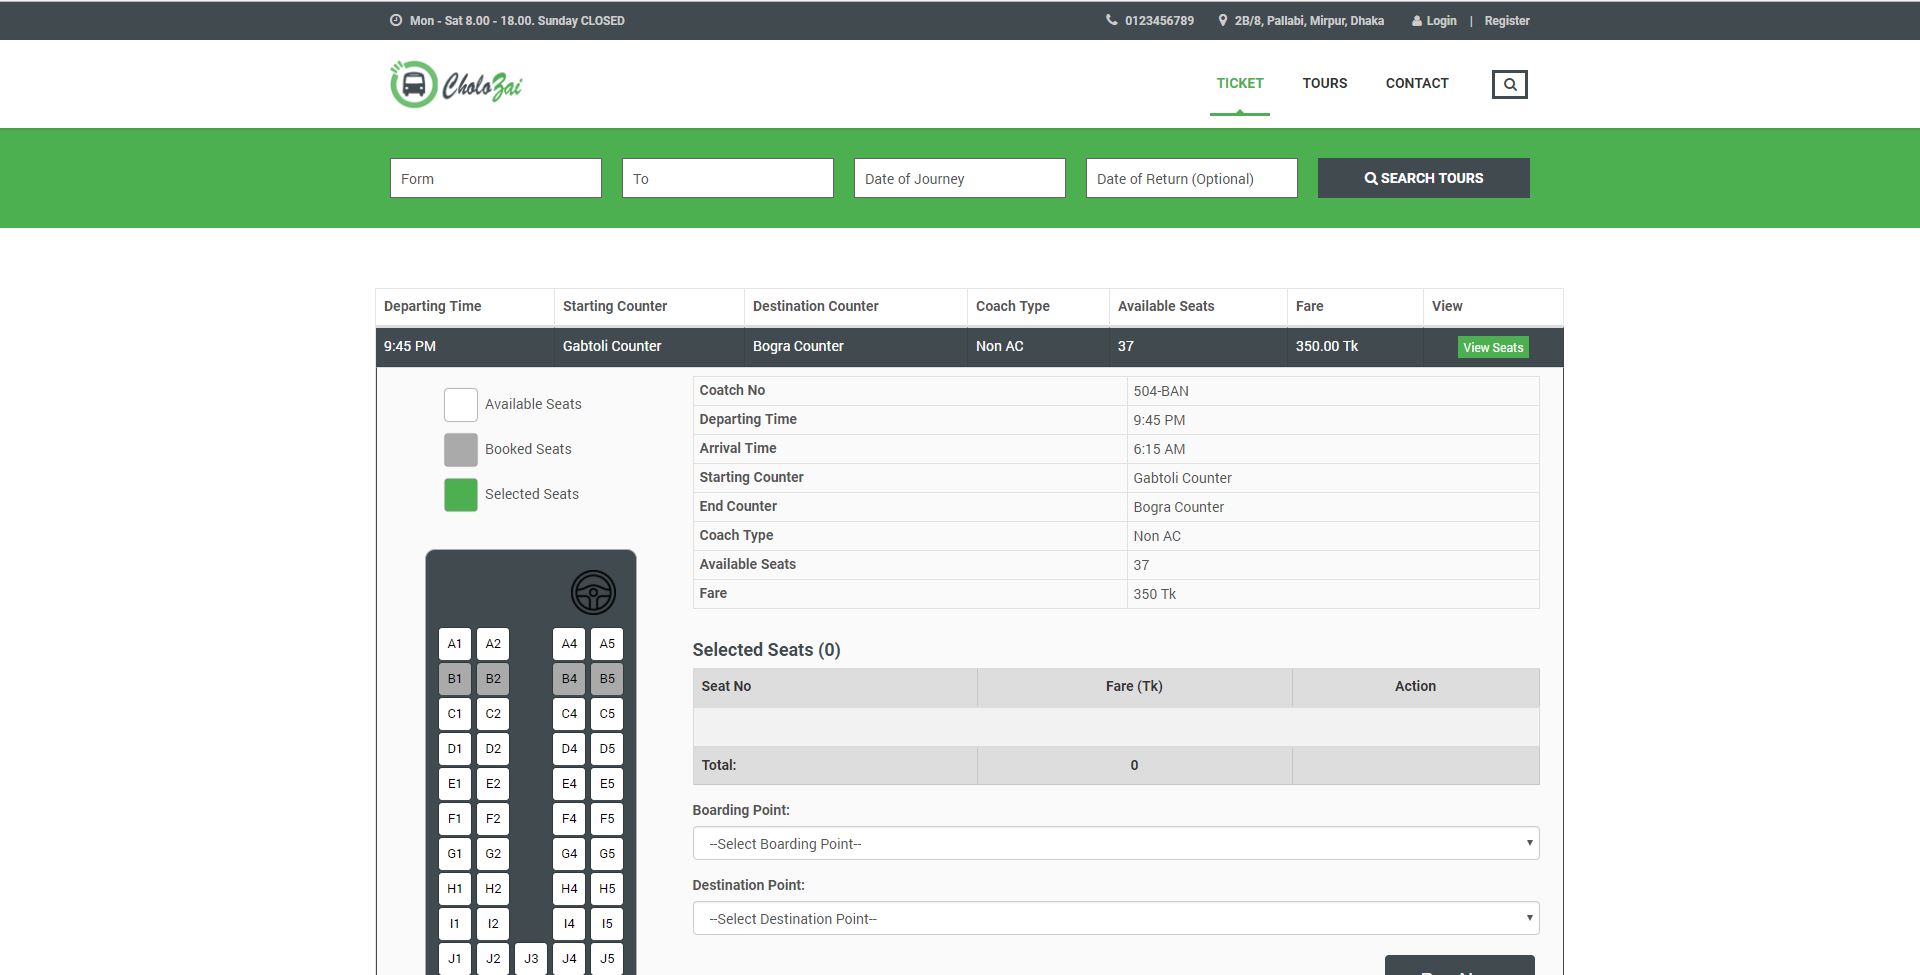 Mon - Sat 8.00 - 18.00. Sunday CLOSED
0123456789 2B/8, Pallabi, Mirpur, Dhaka Login | Register
CholoZai
TICKET TOURS CONTACT
Form To Date of Journey Date of Return (Optional) SEARCH TOURS
Departing Time Starting Counter Destination Counter Coach Type Available Seats Fare View
9:45 PM Gabtoli Counter Bogra Counter Non AC 37 350.00 Tk View Seats
Available Seats
Booked Seats
Selected Seats
A1 A2 A4 A5
B1 B2 B4 B5
C1 C2 C4 C5
D1 D2 D4 D5
E1 E2 E4 E5
F1 F2 F4 F5
G1 G2 G4 G5
H1 H2 H4 H5
I1 I2 I4 I5
J1 J2 J3 J4 J5
Coatch No 504-BAN
Departing Time 9:45 PM
Arrival Time 6:15 AM
Starting Counter Gabtoli Counter
End Counter Bogra Counter
Coach Type Non AC
Available Seats 37
Fare 350 Tk
Selected Seats (0)
Seat No Fare (Tk) Action
Total: 0
Boarding Point:
--Select Boarding Point--
Destination Point:
--Select Destination Point--